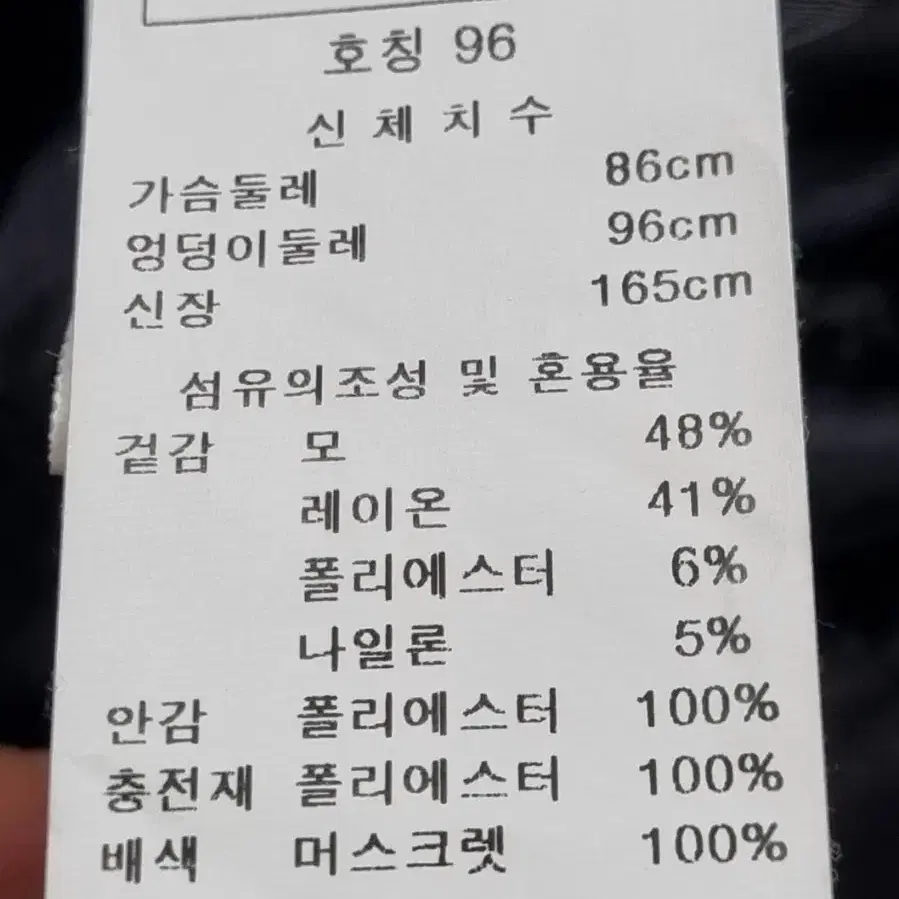 호칭 96
신체치수
가슴둘레 86cm
엉덩이둘레 96cm
신장 165cm
섬유의조성 및 혼용율
겉감 모 48%
레이온 41%
폴리에스터 6%
나일론 5%
안감 폴리에스터 100%
충전재 폴리에스터 100%
배색 머스크렛 100%